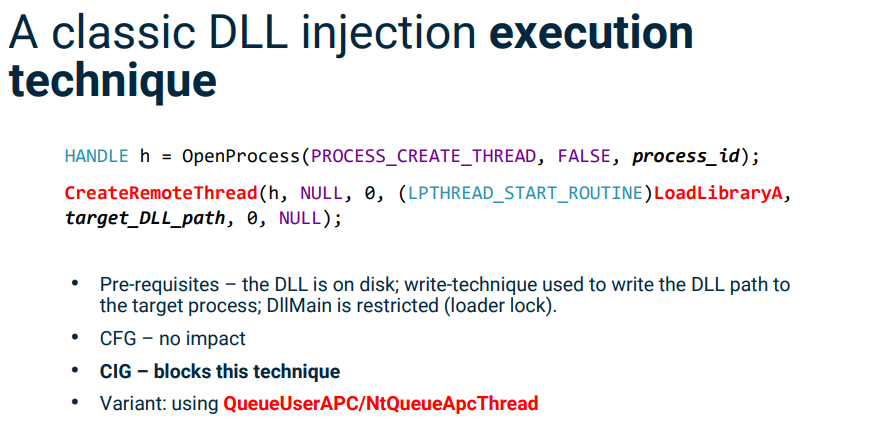 A classic DLL injection execution
technique
HANDLE h = OpenProcess(PROCESS_CREATE_THREAD, FALSE, process_id);
CreateRemoteThread(h, NULL, 0, (LPTHREAD_START_ROUTINE)LoadLibraryA,
target_DLL_path, 0, NULL);
• Pre-requisites – the DLL is on disk; write-technique used to write the DLL path to
the target process; DllMain is restricted (loader lock).
• CFG – no impact
• CIG – blocks this technique
• Variant: using QueueUserAPC/NtQueueApcThread